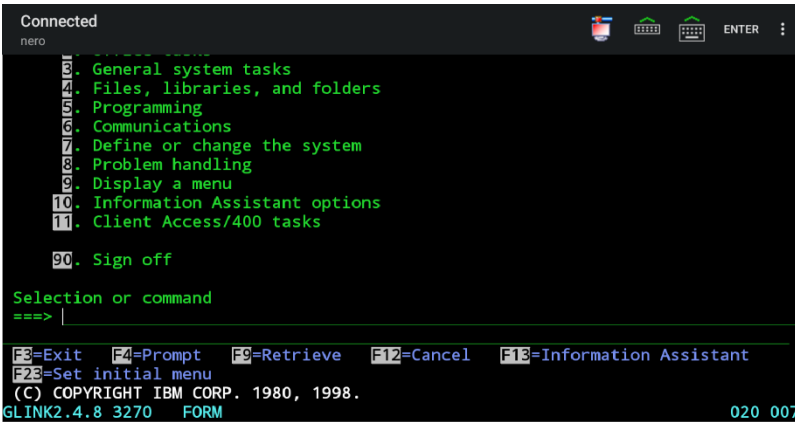 Connected
nero
ENTER
3. General system tasks
4. Files, libraries, and folders
5. Programming
6. Communications
7. Define or change the system
8. Problem handling
9. Display a menu
10. Information Assistant options
11. Client Access/400 tasks
90. Sign off
Selection or command
===>
F3=Exit F4=Prompt F9=Retrieve F12=Cancel F13=Information Assistant
F23=Set initial menu
(C) COPYRIGHT IBM CORP. 1980, 1998.
GLINK2.4.8 3270 FORM 020 007